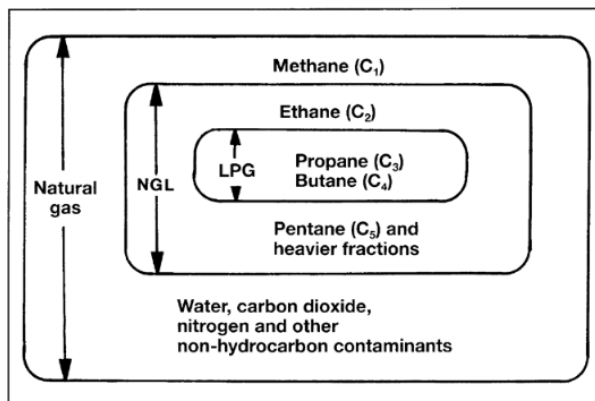 Methane (C₁)
Ethane (C₂)
Natural
gas
NGL
LPG
Propane (C₃)
Butane (C₄)
Pentane (C₅) and
heavier fractions
Water, carbon dioxide,
nitrogen and other
non-hydrocarbon contaminants